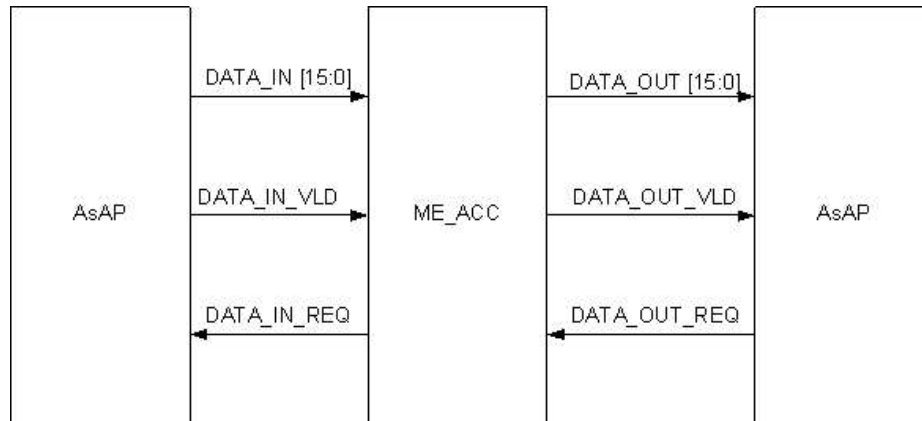 DATA_IN [15:0]
DATA_OUT [15:0]
DATA_IN_VLD
DATA_OUT_VLD
AsAP
ME_ACC
AsAP
DATA_IN_REQ
DATA_OUT_REQ